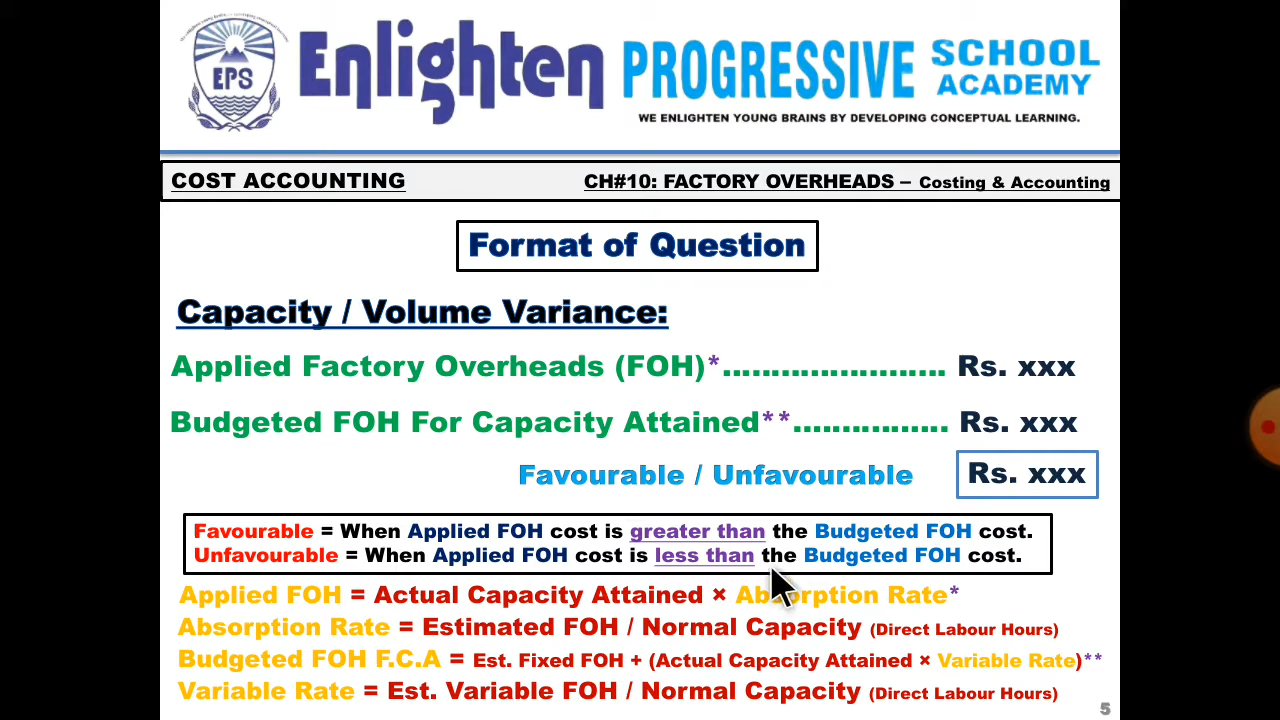 EPS
Enlighten PROGRESSIVE SCHOOL ACADEMY
WE ENLIGHTEN YOUNG BRAINS BY DEVELOPING CONCEPTUAL LEARNING.
COST ACCOUNTING
CH#10: FACTORY OVERHEADS – Costing & Accounting
Format of Question
Capacity / Volume Variance:
Applied Factory Overheads (FOH)*....................... Rs. xxx
Budgeted FOH For Capacity Attained**................ Rs. xxx
Favourable / Unfavourable Rs. xxx
Favourable = When Applied FOH cost is greater than the Budgeted FOH cost.
Unfavourable = When Applied FOH cost is less than the Budgeted FOH cost.
Applied FOH = Actual Capacity Attained × Absorption Rate*
Absorption Rate = Estimated FOH / Normal Capacity (Direct Labour Hours)
Budgeted FOH F.C.A = Est. Fixed FOH + (Actual Capacity Attained × Variable Rate)**
Variable Rate = Est. Variable FOH / Normal Capacity (Direct Labour Hours)
5